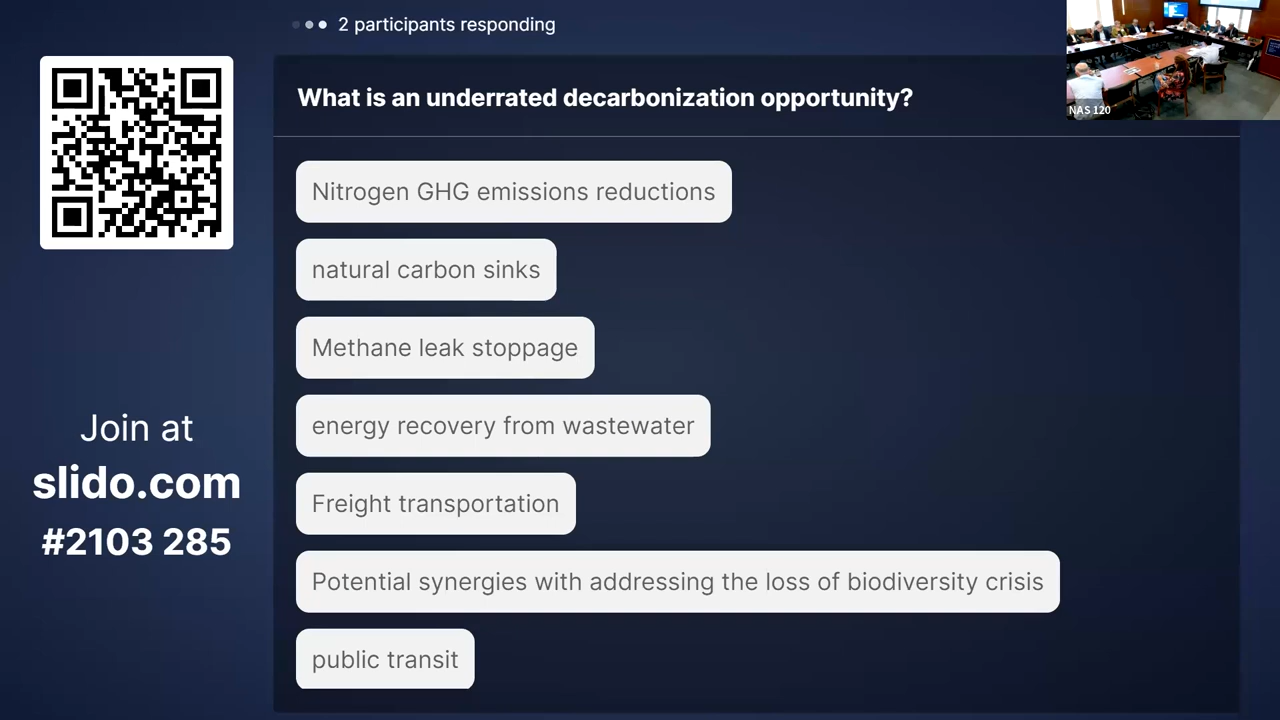 2 participants responding
What is an underrated decarbonization opportunity?
NAS 120
Nitrogen GHG emissions reductions
natural carbon sinks
Methane leak stoppage
energy recovery from wastewater
Freight transportation
Potential synergies with addressing the loss of biodiversity crisis
public transit
Join at
slido.com
#2103 285